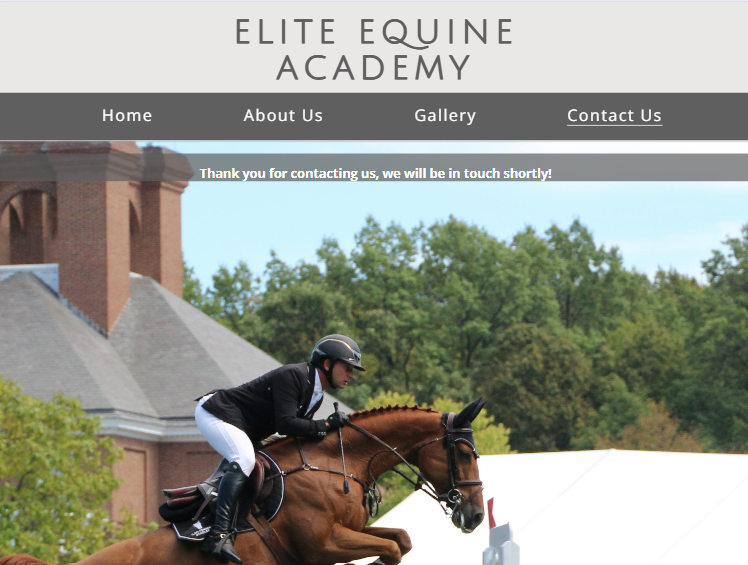 ELITE EQUINE
ACADEMY
Home About Us Gallery Contact Us
Thank you for contacting us, we will be in touch shortly!